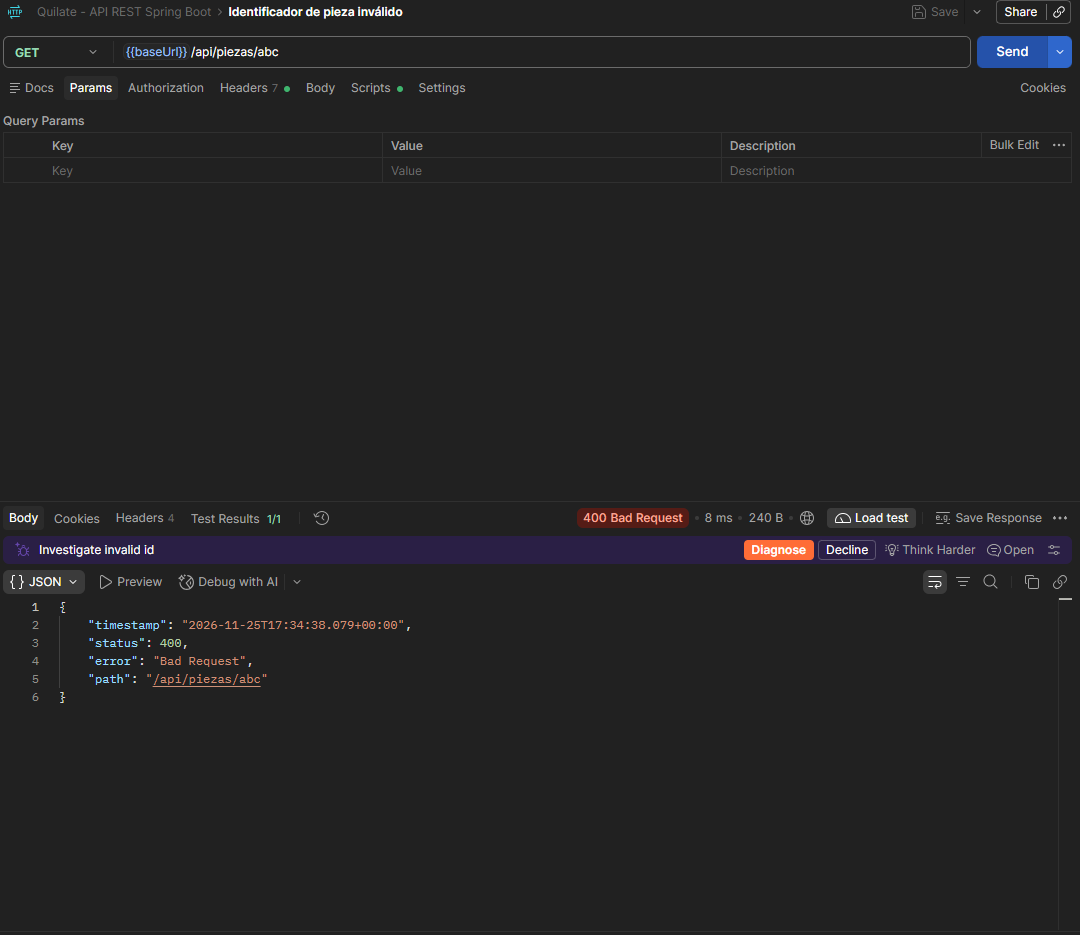 HTTP Quilate - API REST Spring Boot > Identificador de pieza inválido Save Share
GET {{baseUrl}} /api/piezas/abc Send
Docs Params Authorization Headers 7 Body Scripts Settings Cookies
Query Params
Key Value Description Bulk Edit ...
Key Value Description
Body Cookies Headers 4 Test Results 1/1 400 Bad Request • 8 ms • 240 B • Load test e.g. Save Response ...
Investigate invalid id Diagnose Decline Think Harder Open
{} JSON Preview Debug with AI
1 {
2 "timestamp": "2026-11-25T17:34:38.079+00:00",
3 "status": 400,
4 "error": "Bad Request",
5 "path": "/api/piezas/abc"
6 }